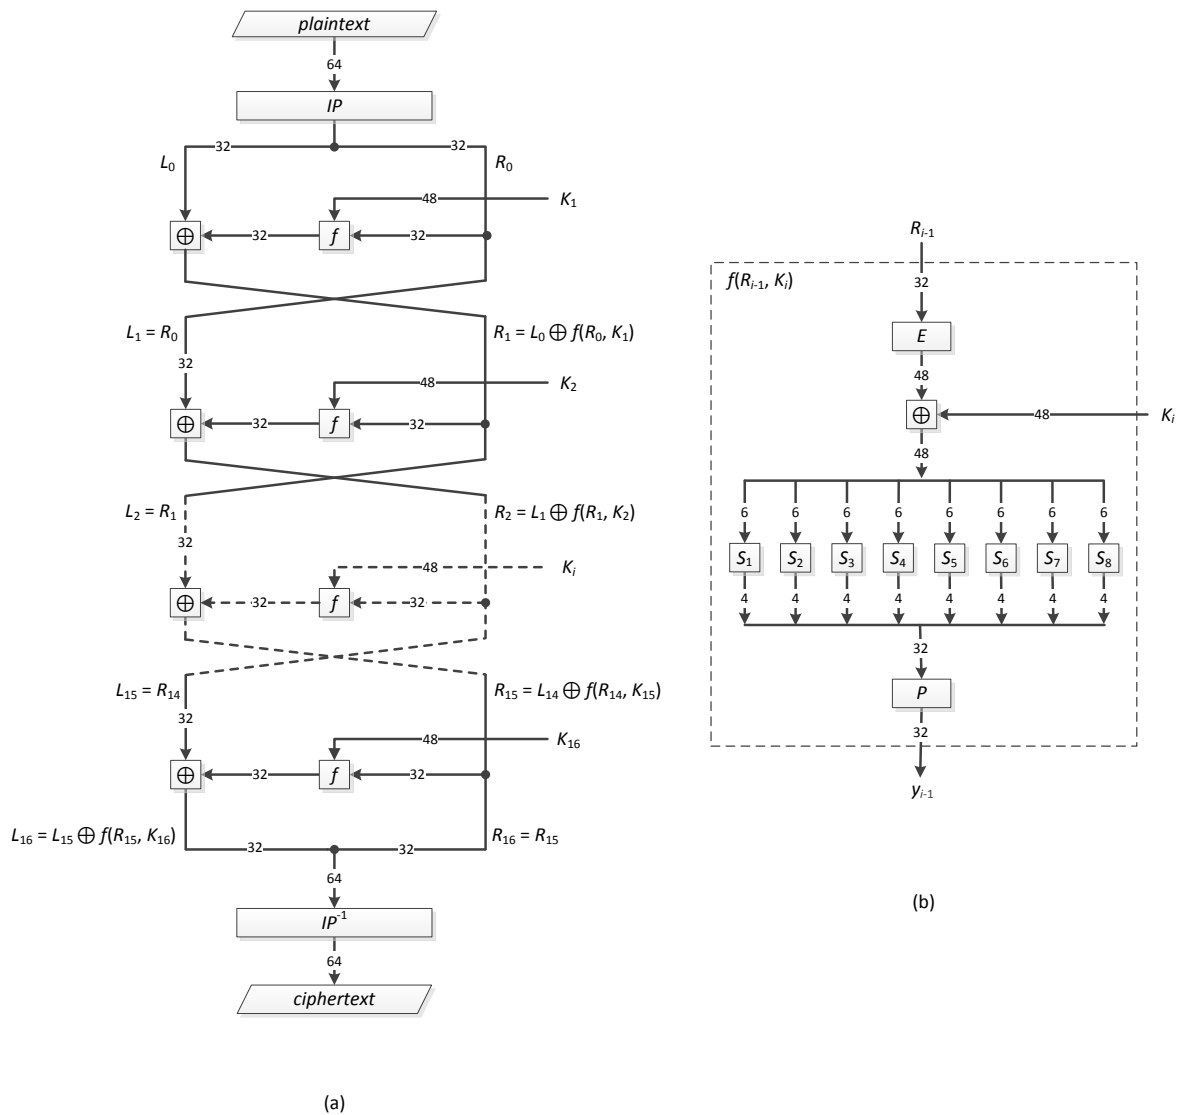 plaintext
64
IP
32 32
L0 R0
48 K1
⊕ 32 f 32
L1 = R0 R1 = L0 ⊕ f(R0, K1)
32
48 K2
⊕ 32 f 32
L2 = R1 R2 = L1 ⊕ f(R1, K2)
32
48 Ki
⊕ 32 f 32
L15 = R14 R15 = L14 ⊕ f(R14, K15)
32
48 K16
⊕ 32 f 32
L16 = L15 ⊕ f(R15, K16) R16 = R15
32 32
64
IP-1
64
ciphertext
(a)
Ri-1
f(Ri-1, Ki)
32
E
48
⊕ 48 Ki
48
6 6 6 6 6 6 6 6
S1 S2 S3 S4 S5 S6 S7 S8
4 4 4 4 4 4 4 4
32
P
32
yi-1
(b)